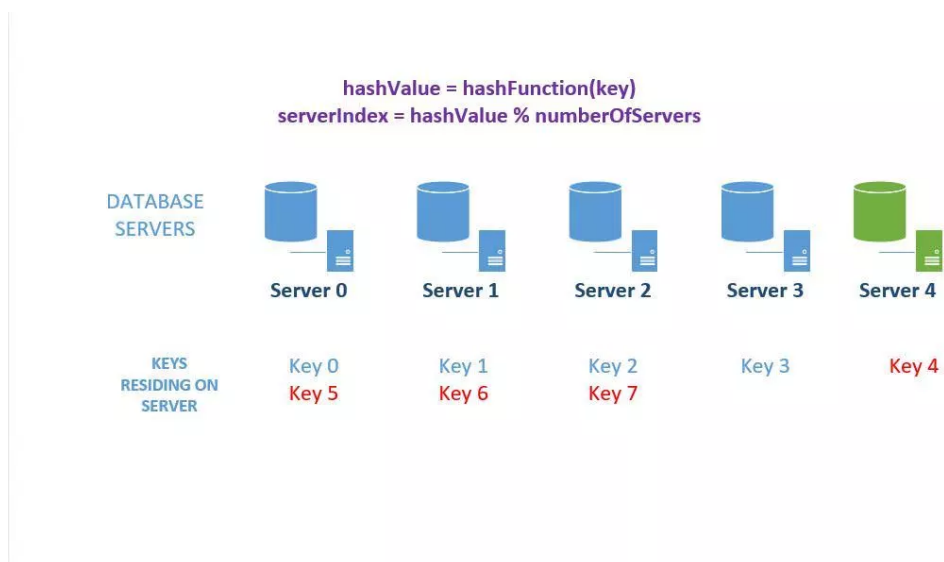 hashValue = hashFunction(key)
serverIndex = hashValue % numberOfServers
DATABASE
SERVERS
Server 0 Server 1 Server 2 Server 3 Server 4
KEYS
RESIDING ON
SERVER
Key 0 Key 1 Key 2 Key 3 Key 4
Key 5 Key 6 Key 7